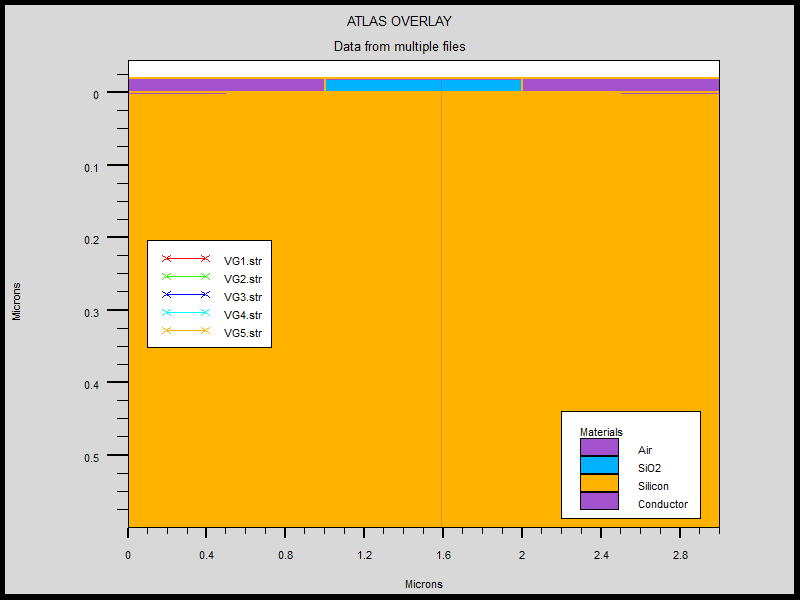 ATLAS OVERLAY
Data from multiple files
0
0.1
0.2
0.3
0.4
0.5
Microns
VG1.str
VG2.str
VG3.str
VG4.str
VG5.str
Materials
Air
SiO2
Silicon
Conductor
0 0.4 0.8 1.2 1.6 2 2.4 2.8
Microns